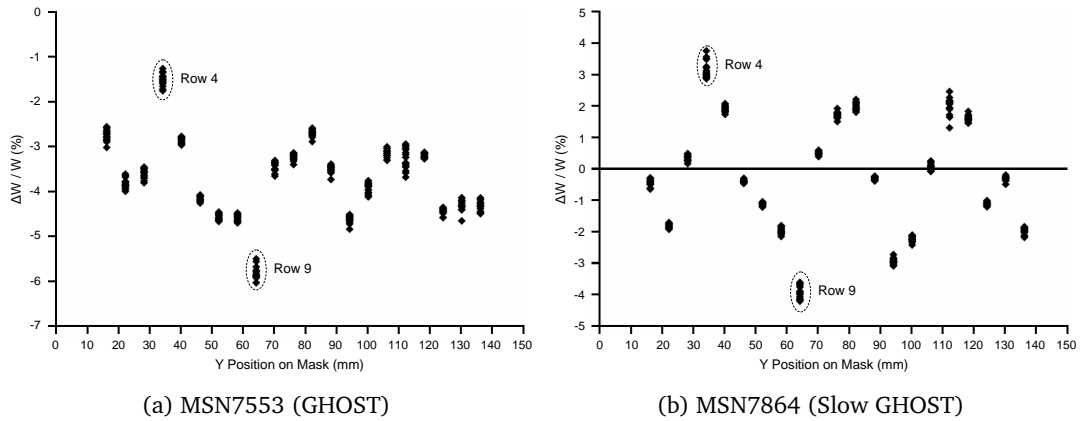 0
-1
-2
-3
-4
-5
-6
-7
ΔW / W (%)
Row 4
Row 9
0 10 20 30 40 50 60 70 80 90 100 110 120 130 140 150
Y Position on Mask (mm)
(a) MSN7553 (GHOST)
5
4
3
2
1
0
-1
-2
-3
-4
-5
ΔW / W (%)
Row 4
Row 9
0 10 20 30 40 50 60 70 80 90 100 110 120 130 140 150
Y Position on Mask (mm)
(b) MSN7864 (Slow GHOST)